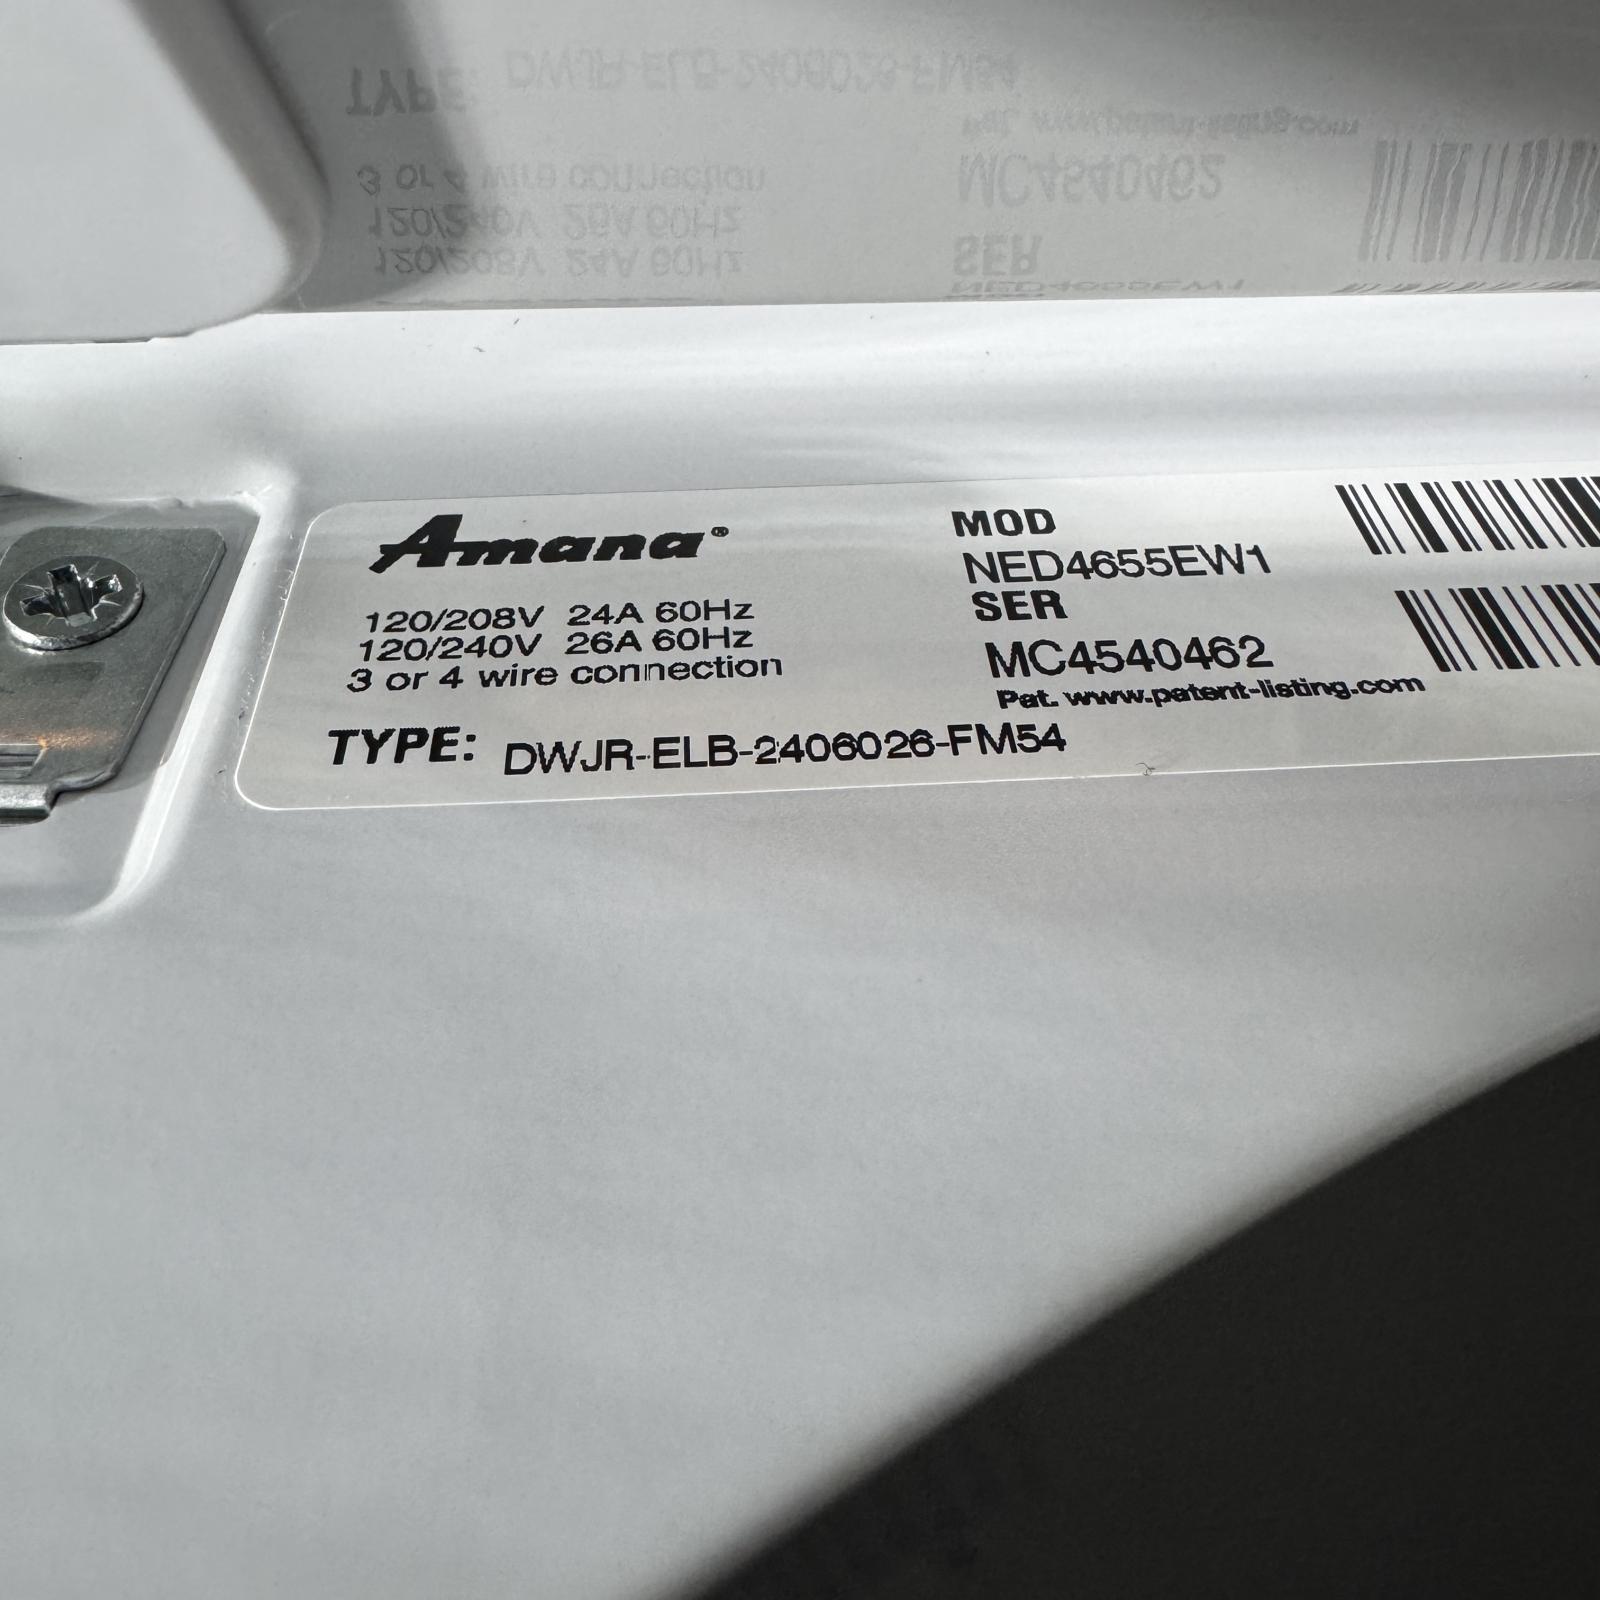 Amana®
120/208V 24A 60Hz
120/240V 26A 60Hz
3 or 4 wire connection
TYPE: DWJR-ELB-2406026-FM54
MOD
NED4655EW1
SER
MC4540462
Pat. www.patent-listing.com